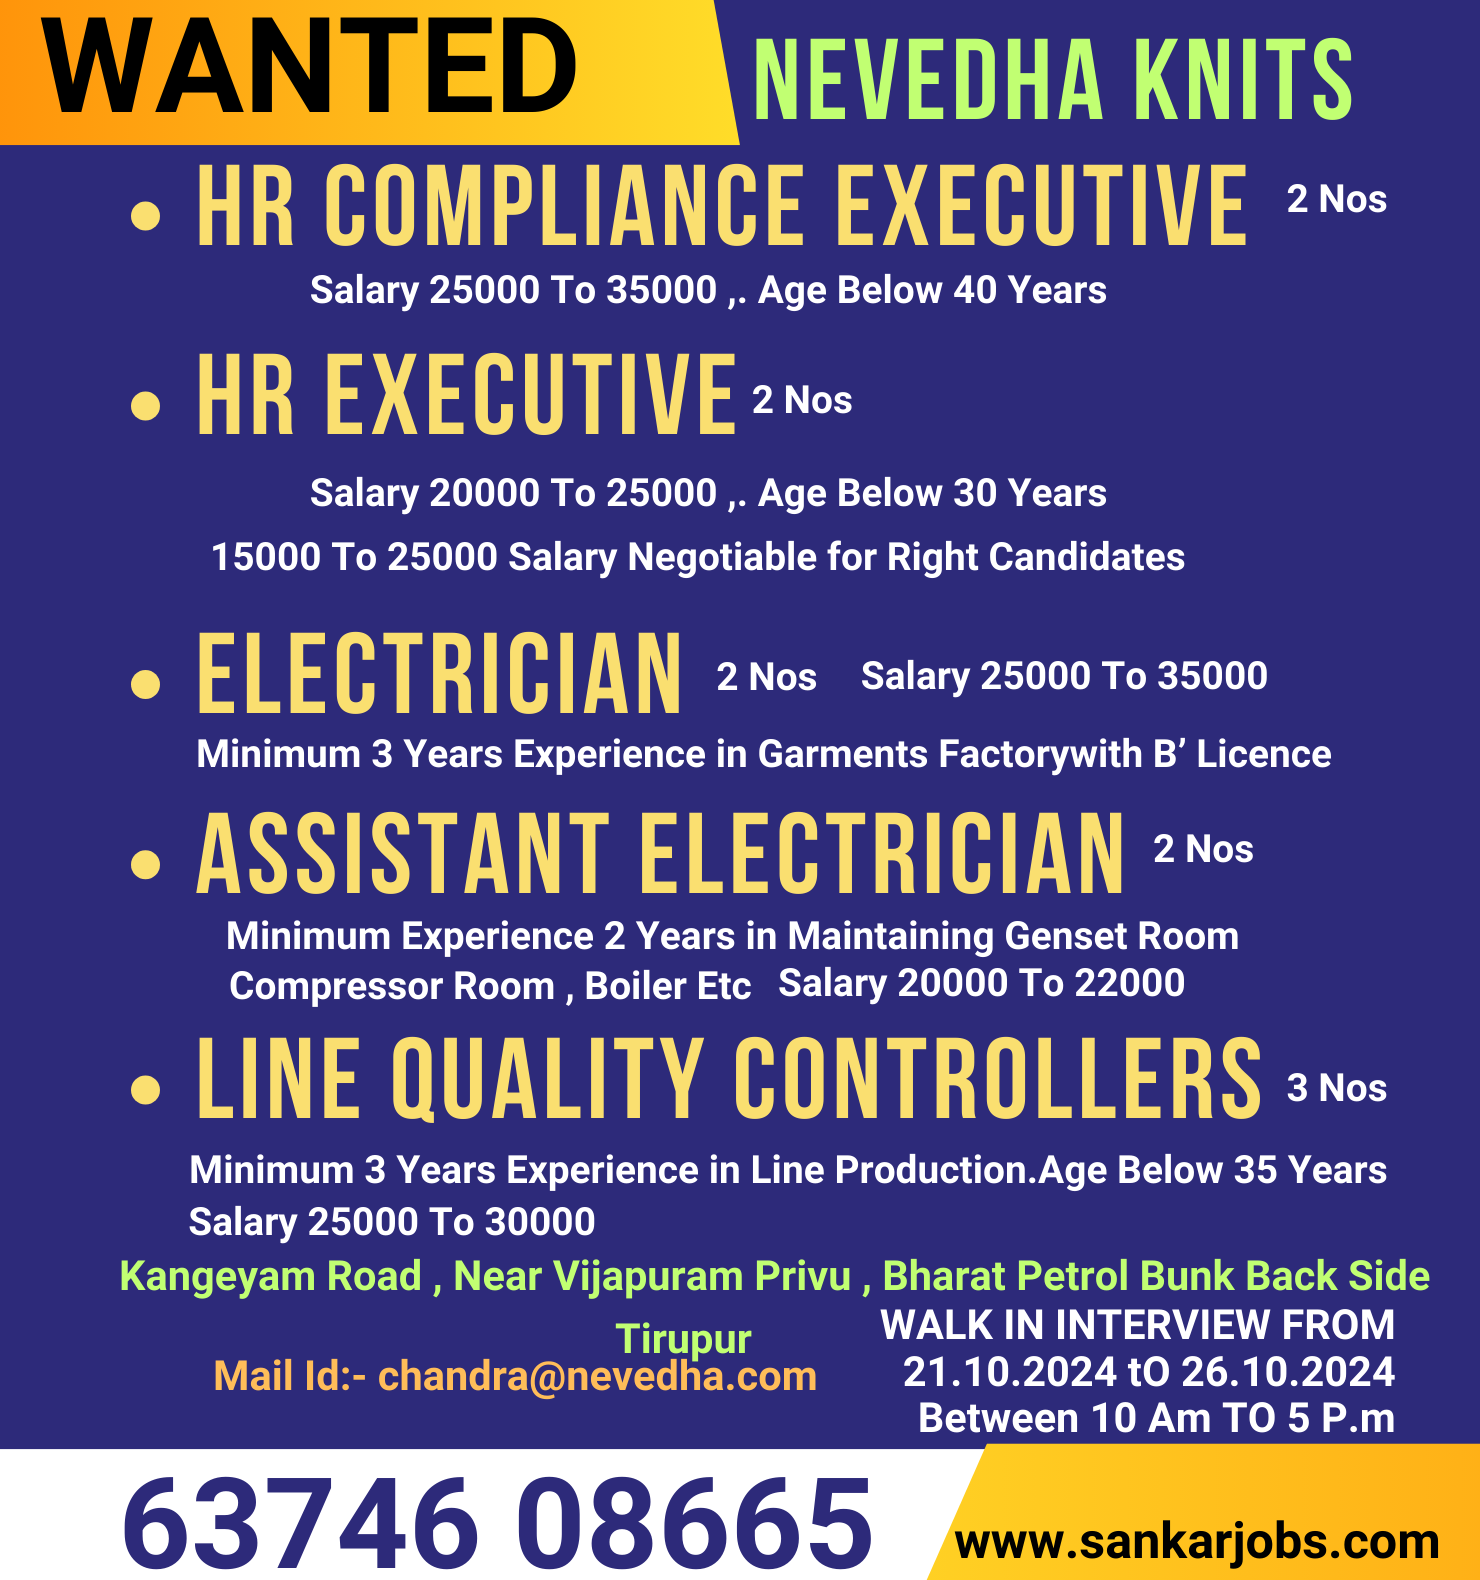 WANTED
NEVEDHA KNITS
• HR COMPLIANCE EXECUTIVE 2 Nos
Salary 25000 To 35000 ,. Age Below 40 Years
• HR EXECUTIVE 2 Nos
Salary 20000 To 25000 ,. Age Below 30 Years
15000 To 25000 Salary Negotiable for Right Candidates
• ELECTRICIAN 2 Nos Salary 25000 To 35000
Minimum 3 Years Experience in Garments Factorywith B’ Licence
• ASSISTANT ELECTRICIAN 2 Nos
Minimum Experience 2 Years in Maintaining Genset Room
Compressor Room , Boiler Etc Salary 20000 To 22000
• LINE QUALITY CONTROLLERS 3 Nos
Minimum 3 Years Experience in Line Production.Age Below 35 Years
Salary 25000 To 30000
Kangeyam Road , Near Vijapuram Privu , Bharat Petrol Bunk Back Side
Tirupur
Mail Id:- chandra@nevedha.com
WALK IN INTERVIEW FROM
21.10.2024 tO 26.10.2024
Between 10 Am TO 5 P.m
63746 08665
www.sankarjobs.com